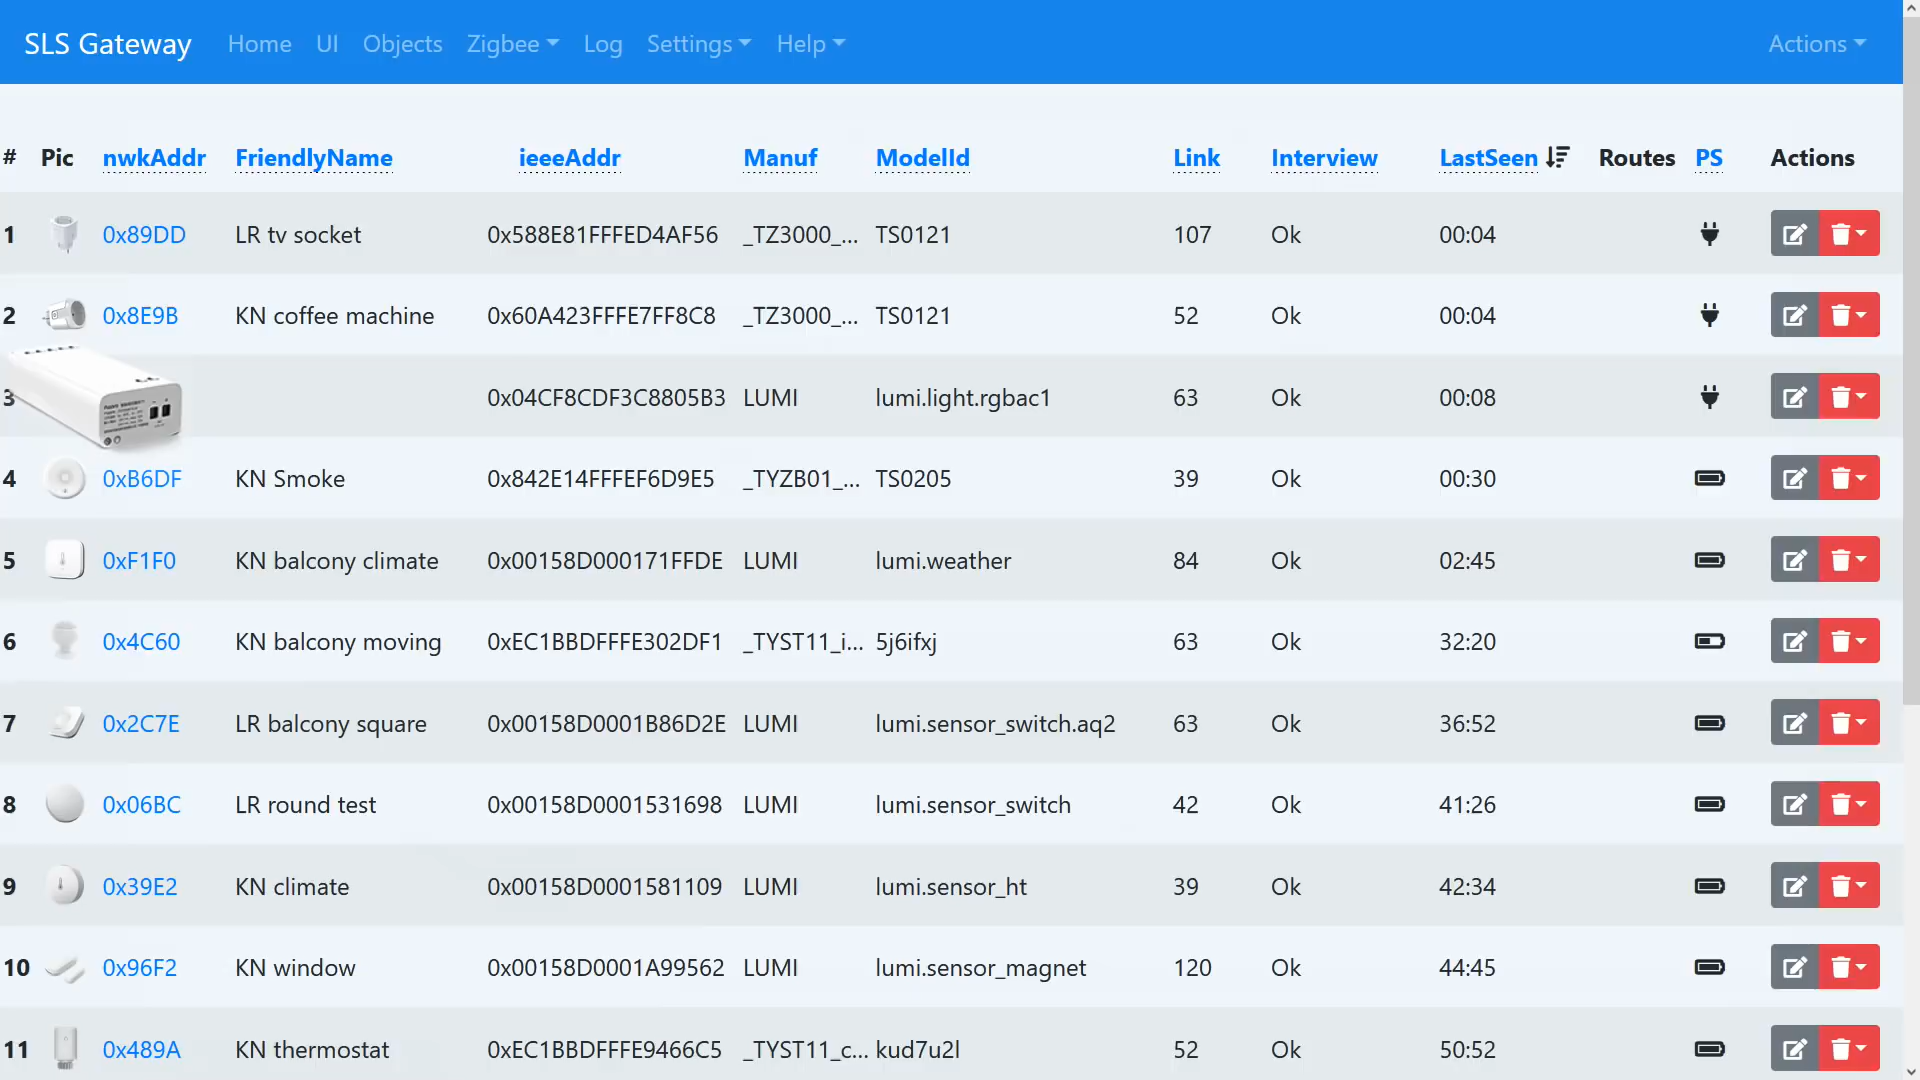 SLS Gateway Home UI Objects Zigbee Log Settings Help Actions
# Pic nwkAddr FriendlyName ieeeAddr Manuf ModelId Link Interview LastSeen Routes PS Actions
1 0x89DD LR tv socket 0x588E81FFFED4AF56 _TZ3000_... TS0121 107 Ok 00:04
2 0x8E9B KN coffee machine 0x60A423FFFE7FF8C8 _TZ3000_... TS0121 52 Ok 00:04
3 0x04CF8CDF3C8805B3 LUMI lumi.light.rgbac1 63 Ok 00:08
4 0xB6DF KN Smoke 0x842E14FFFEF6D9E5 _TYZB01_... TS0205 39 Ok 00:30
5 0xF1F0 KN balcony climate 0x00158D000171FFDE LUMI lumi.weather 84 Ok 02:45
6 0x4C60 KN balcony moving 0xEC1BBDFFFE302DF1 _TYST11_i... 5j6ifxj 63 Ok 32:20
7 0x2C7E LR balcony square 0x00158D0001B86D2E LUMI lumi.sensor_switch.aq2 63 Ok 36:52
8 0x06BC LR round test 0x00158D0001531698 LUMI lumi.sensor_switch 42 Ok 41:26
9 0x39E2 KN climate 0x00158D0001581109 LUMI lumi.sensor_ht 39 Ok 42:34
10 0x96F2 KN window 0x00158D0001A99562 LUMI lumi.sensor_magnet 120 Ok 44:45
11 0x489A KN thermostat 0xEC1BBDFFFE9466C5 _TYST11_c... kud7u2l 52 Ok 50:52